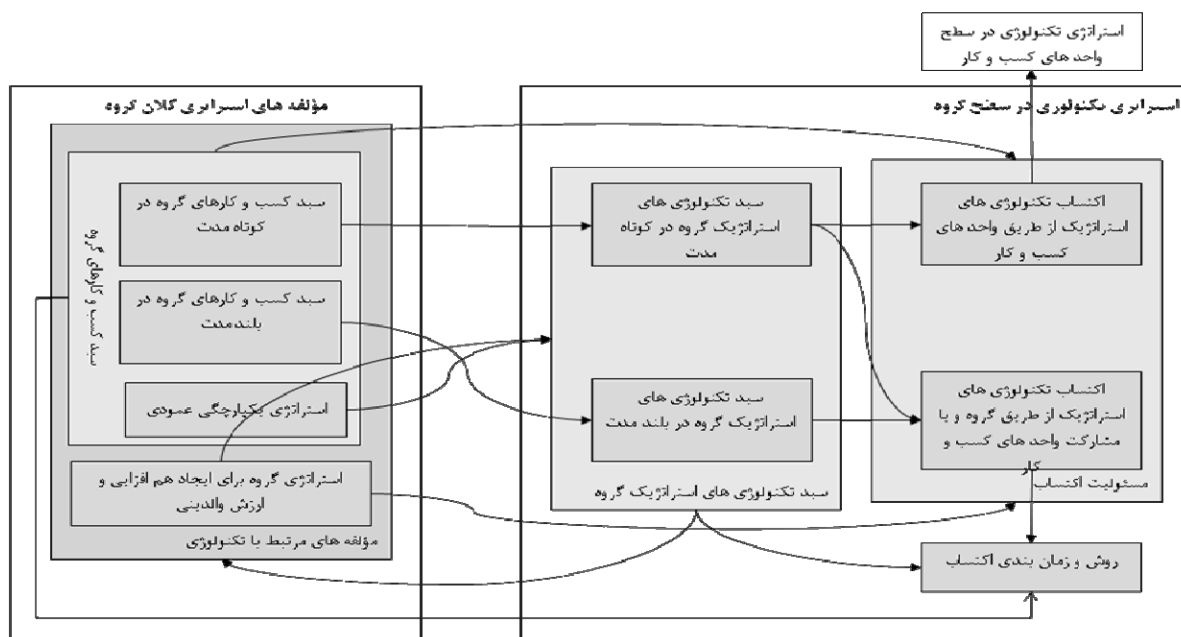 استراتژی تکنولوژی در سطح
واحد های کسب و کار
استراتژی تکنولوژی در سطح گروه
مؤلفه های استراتژی کلان گروه
سبد کسب و کارهای گروه در
کوتاه مدت
سبد کسب و کارهای گروه در
بلند مدت
استراتژی یکپارچگی عمودی
سبد کسب و کارهای گروه
استراتژی گروه برای ایجاد هم افزایی و
ارزش والدینی
مؤلفه های مرتبط با تکنولوژی
سبد تکنولوژی های
استراتژیک گروه در کوتاه
مدت
سبد تکنولوژی های
استراتژیک گروه در بلند مدت
سبد تکنولوژی های استراتژیک گروه
اکتساب تکنولوژی های
استراتژیک از طریق واحد های
کسب و کار
اکتساب تکنولوژی های
استراتژیک از طریق گروه و یا
مشارکت واحد های کسب و
کار
مسئولیت اکتساب
روش و زمان بندی اکتساب